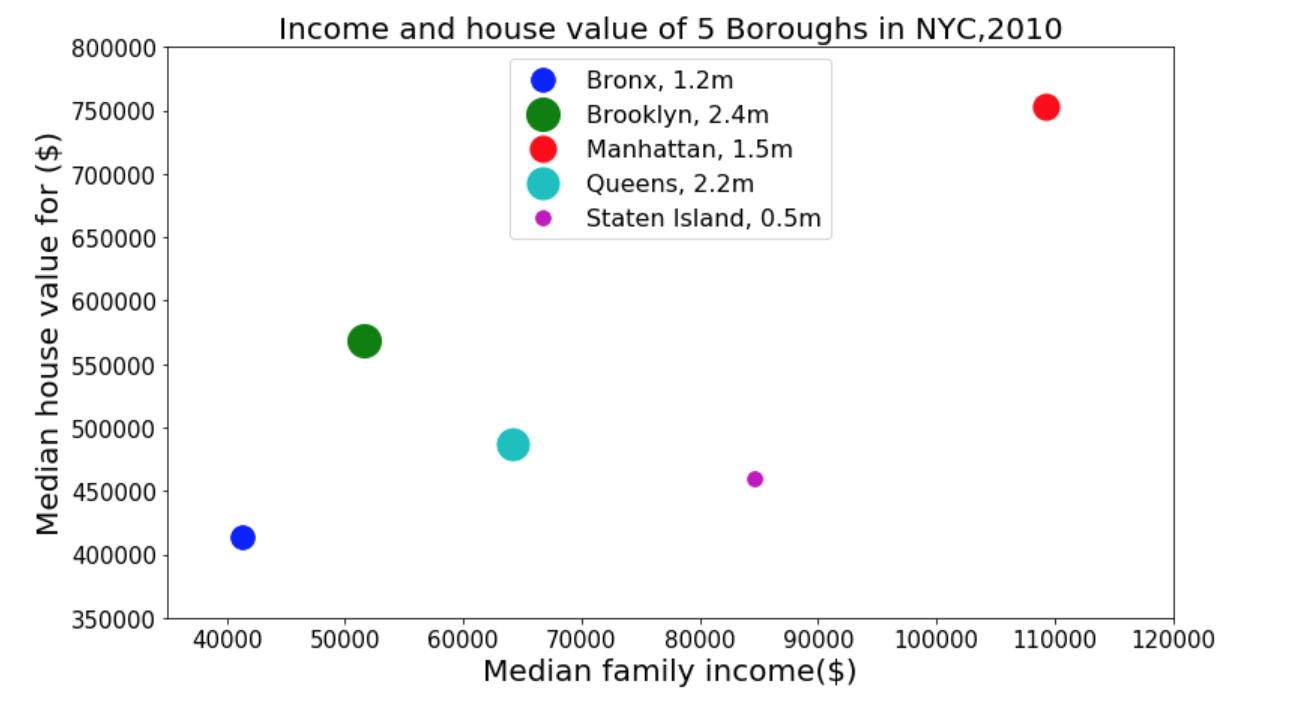 Income and house value of 5 Boroughs in NYC,2010
800000
750000
700000
650000
600000
550000
500000
450000
400000
350000
Median house value for ($)
Bronx, 1.2m
Brooklyn, 2.4m
Manhattan, 1.5m
Queens, 2.2m
Staten Island, 0.5m
40000 50000 60000 70000 80000 90000 100000 110000 120000
Median family income($)